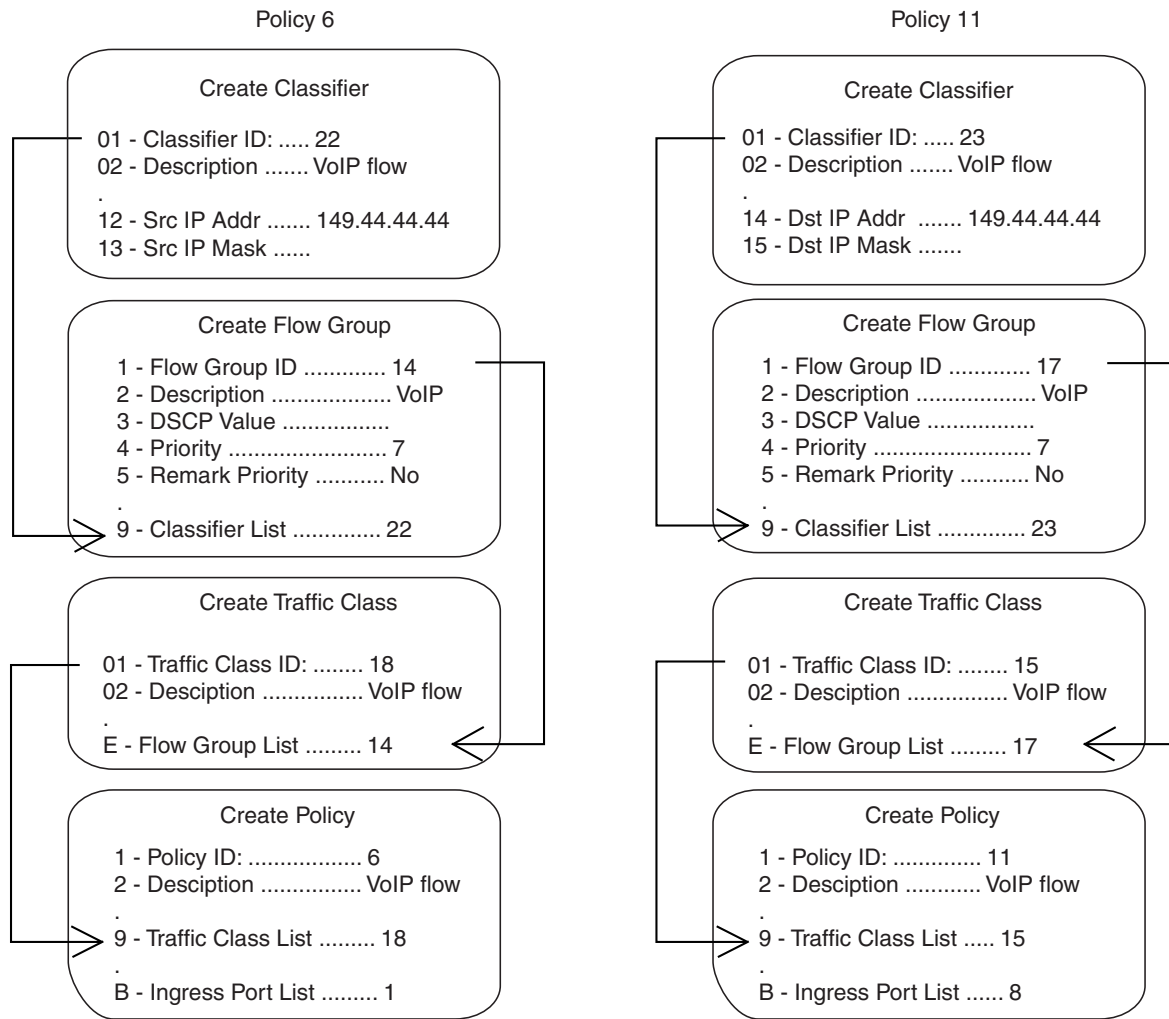 Policy 6
Create Classifier
01 - Classifier ID: ..... 22
02 - Description ....... VoIP flow
.
12 - Src IP Addr ....... 149.44.44.44
13 - Src IP Mask ......
Create Flow Group
1 - Flow Group ID ............. 14
2 - Description .................... VoIP
3 - DSCP Value ..................
4 - Priority .......................... 7
5 - Remark Priority ........... No
.
9 - Classifier List .............. 22
Create Traffic Class
01 - Traffic Class ID: ........ 18
02 - Desciption ................. VoIP flow
.
E - Flow Group List ......... 14
Create Policy
1 - Policy ID: ................... 6
2 - Desciption ................. VoIP flow
.
9 - Traffic Class List ......... 18
.
B - Ingress Port List ......... 1
Policy 11
Create Classifier
01 - Classifier ID: ..... 23
02 - Description ....... VoIP flow
.
14 - Dst IP Addr ....... 149.44.44.44
15 - Dst IP Mask .......
Create Flow Group
1 - Flow Group ID ............. 17
2 - Description .................... VoIP
3 - DSCP Value ..................
4 - Priority .......................... 7
5 - Remark Priority ........... No
.
9 - Classifier List .............. 23
Create Traffic Class
01 - Traffic Class ID: ........ 15
02 - Desciption ................. VoIP flow
.
E - Flow Group List ......... 17
Create Policy
1 - Policy ID: .............. 11
2 - Desciption ................. VoIP flow
.
9 - Traffic Class List ..... 15
.
B - Ingress Port List ...... 8